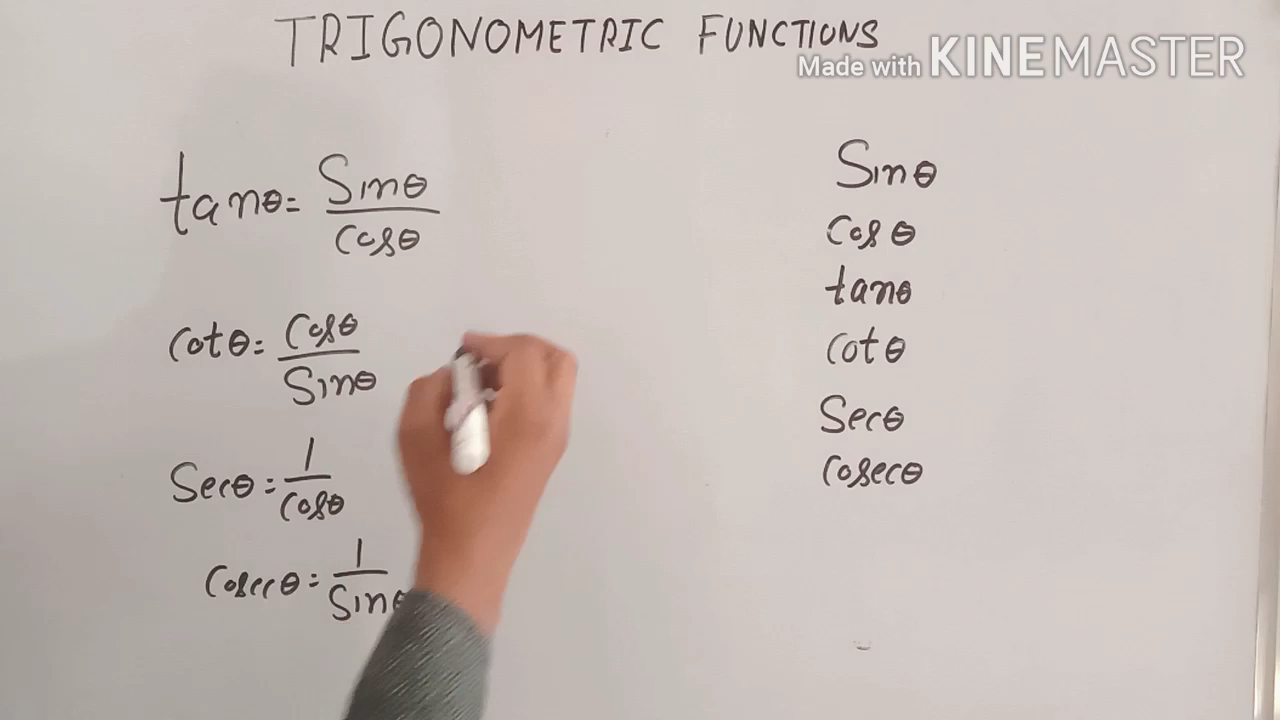 TRIGONOMETRIC FUNCTIONS
Made with KINEMASTER
tanθ = Sinθ / Cosθ
Cotθ = Cosθ / Sinθ
Secθ = 1 / Cosθ
Cosecθ = 1 / Sinθ
Sinθ
Cosθ
tanθ
Cotθ
Secθ
Cosecθ